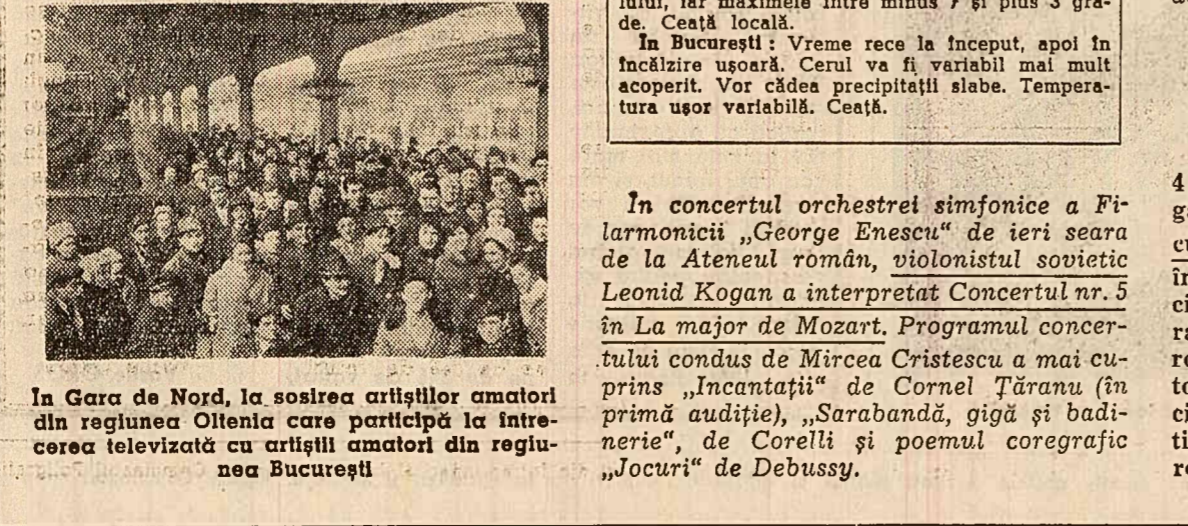 In Gara de Nord, la sosirea artiștilor amatori
din regiunea Oltenia care participă la între-
cerea televizată cu artiștii amatori din regiu-
nea București
lului, iar maximele între minus 7 și plus 3 gra-
de. Ceață locală.
In București : Vreme rece la început, apoi în
încălzire ușoară. Cerul va fi variabil mai mult
acoperit. Vor cădea precipitații slabe. Tempera-
tura ușor variabilă. Ceață.
În concertul orchestrei simfonice a Fi-
larmonicii „George Enescu“ de ieri seara
de la Ateneul român, violonistul sovietic
Leonid Kogan a interpretat Concertul nr. 5
în La major de Mozart. Programul concer-
tului condus de Mircea Cristescu a mai cu-
prins „Incantații“ de Cornel Țăranu (în
primă audiție), „Sarabandă, gigă și badi-
nerie“, de Corelli și poemul coregrafic
„Jocuri“ de Debussy.
4